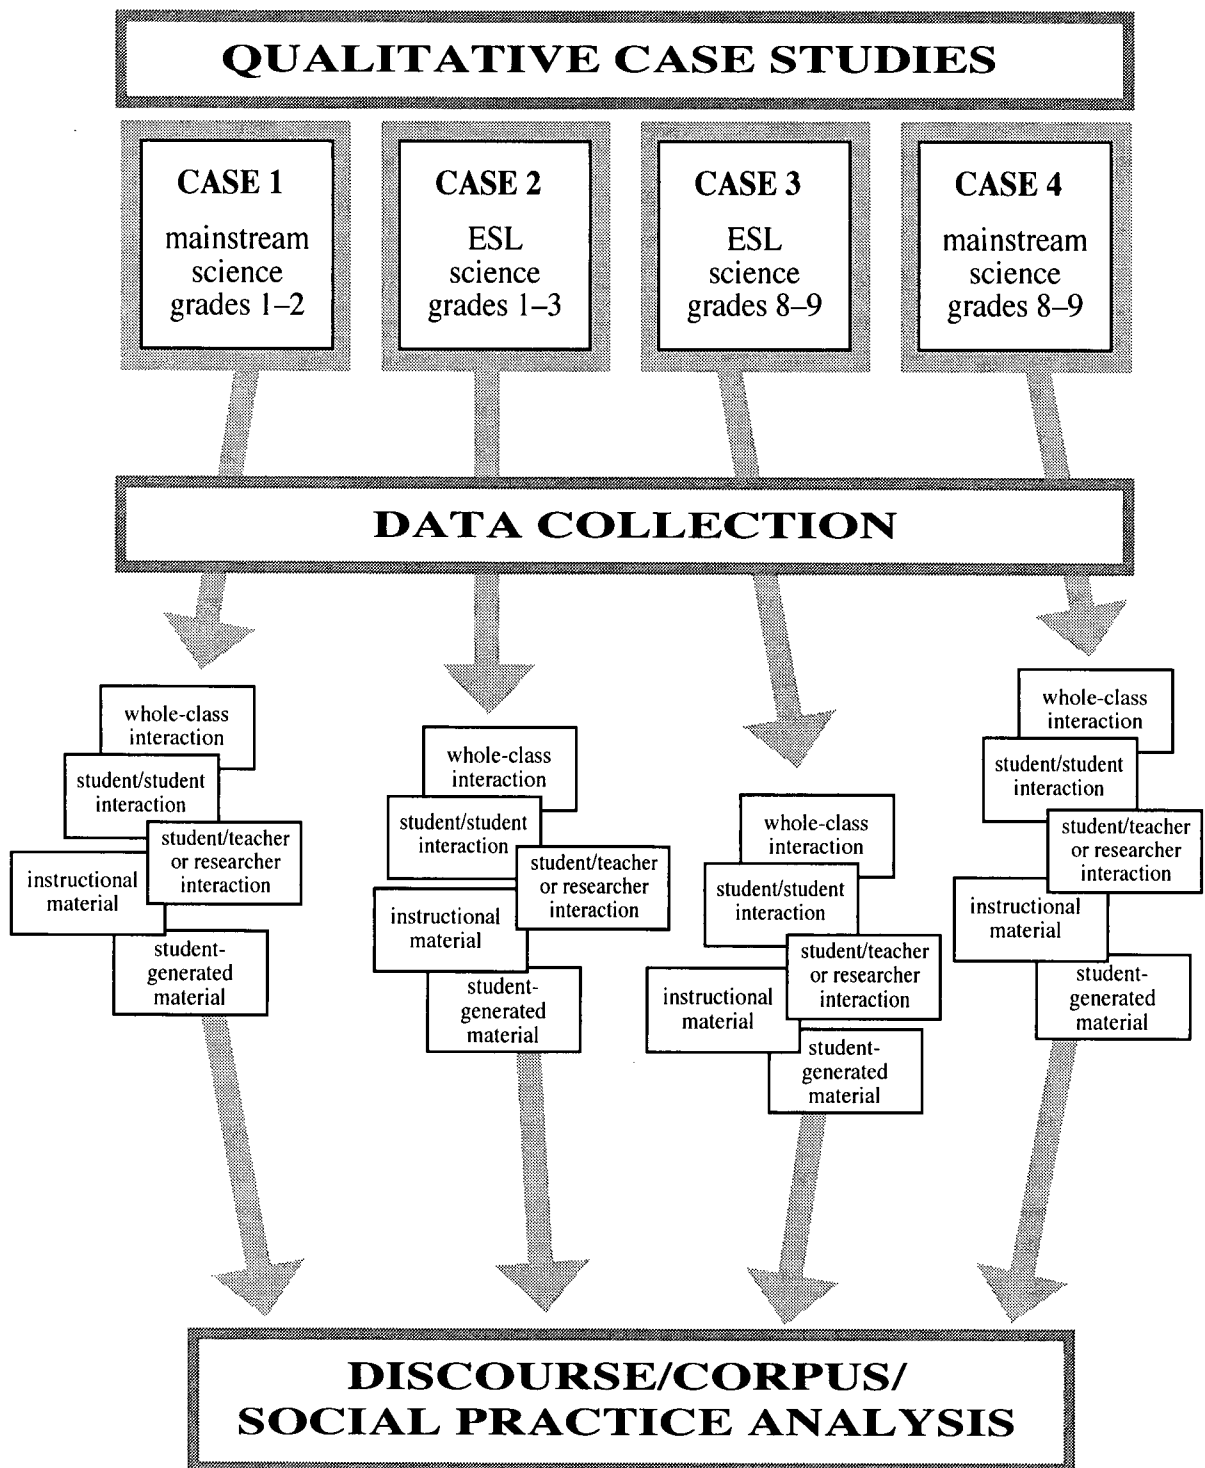 QUALITATIVE CASE STUDIES
CASE 1
mainstream
science
grades 1–2
CASE 2
ESL
science
grades 1–3
CASE 3
ESL
science
grades 8–9
CASE 4
mainstream
science
grades 8–9
DATA COLLECTION
whole-class
interaction
student/student
interaction
student/teacher
or researcher
interaction
instructional
material
student-
generated
material
whole-class
interaction
student/student
interaction
student/teacher
or researcher
interaction
instructional
material
student-
generated
material
whole-class
interaction
student/student
interaction
student/teacher
or researcher
interaction
instructional
material
student-
generated
material
whole-class
interaction
student/student
interaction
student/teacher
or researcher
interaction
instructional
material
student-
generated
material
DISCOURSE/CORPUS/
SOCIAL PRACTICE ANALYSIS